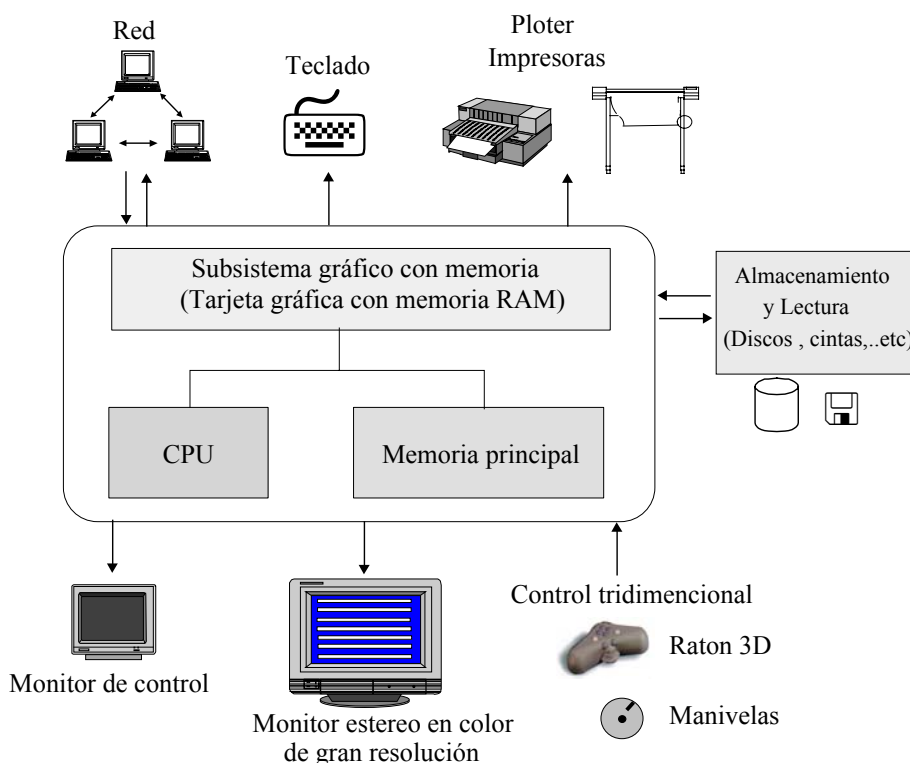 Red
Teclado
Ploter
Impresoras
Subsistema gráfico con memoria
(Tarjeta gráfica con memoria RAM)
Almacenamiento
y Lectura
(Discos , cintas,..etc)
CPU
Memoria principal
Monitor de control
Monitor estereo en color
de gran resolución
Control tridimencional
Raton 3D
Manivelas